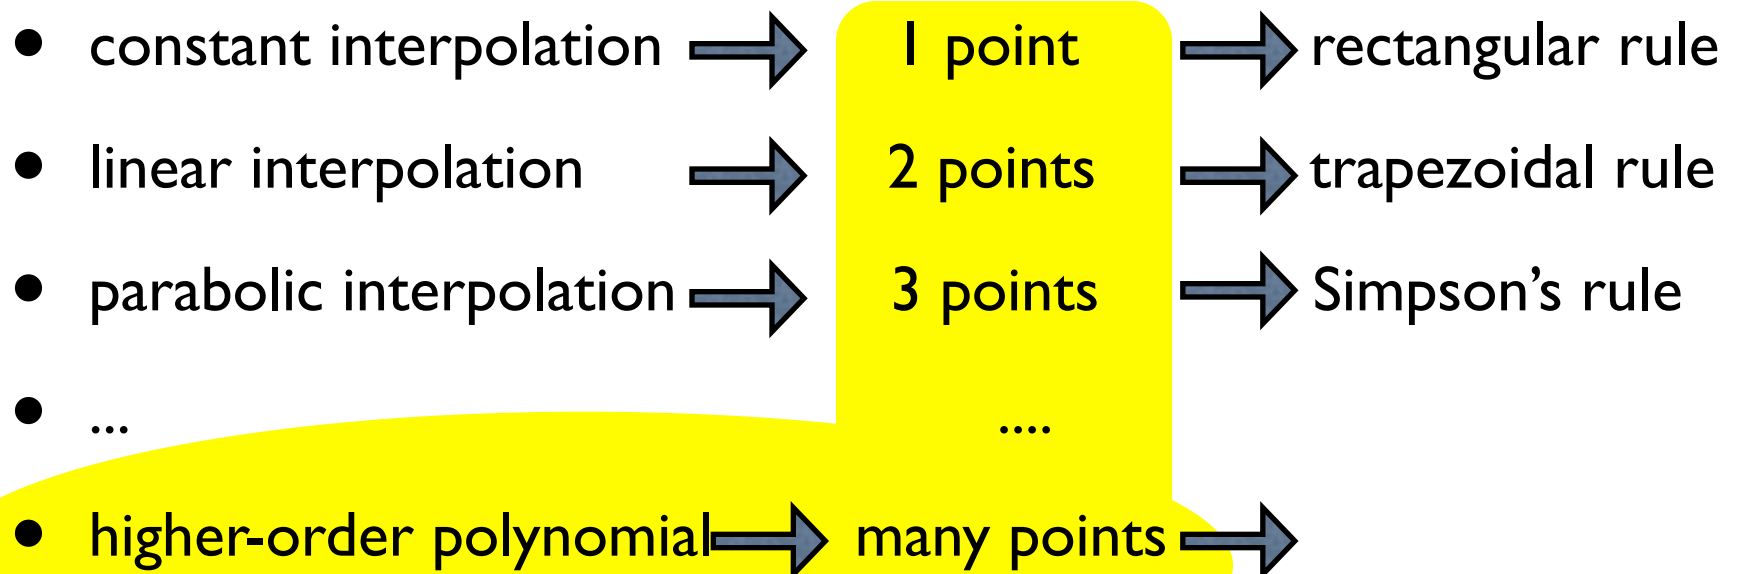 • constant interpolation 1 point rectangular rule
• linear interpolation 2 points trapezoidal rule
• parabolic interpolation 3 points Simpson’s rule
• ... ....
• higher-order polynomial many points